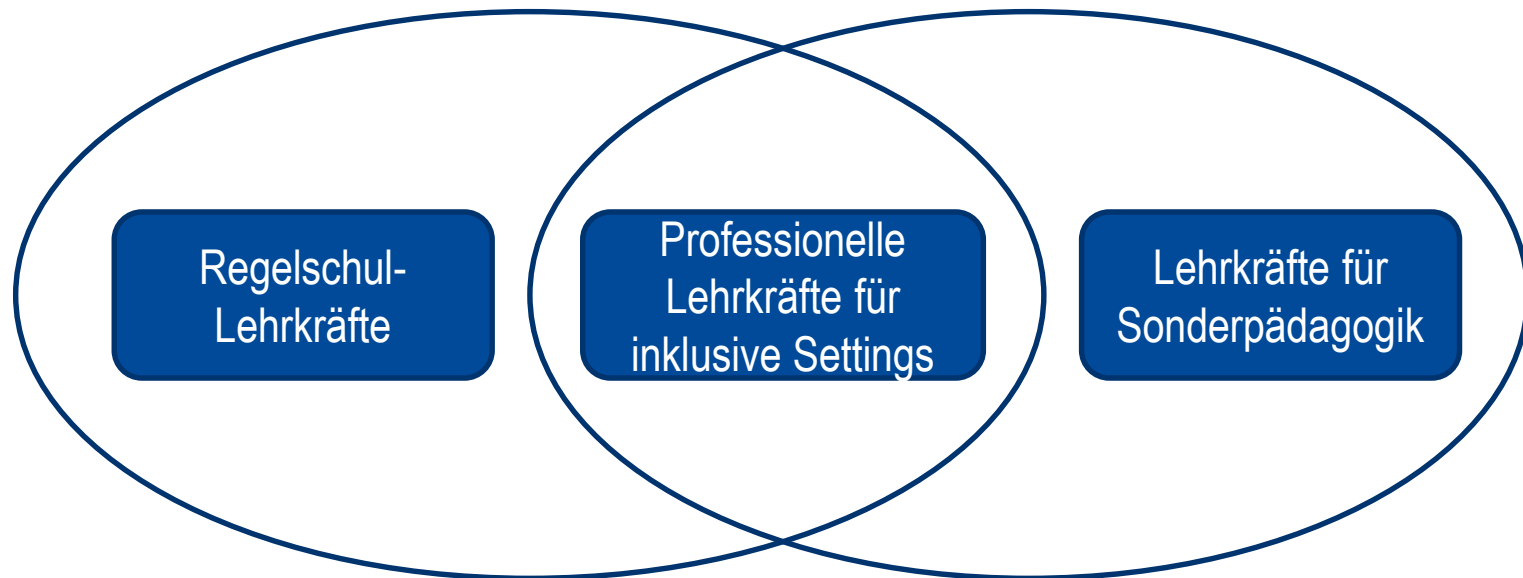 Regelschul-
Lehrkräfte
Professionelle
Lehrkräfte für
inklusive Settings
Lehrkräfte für
Sonderpädagogik